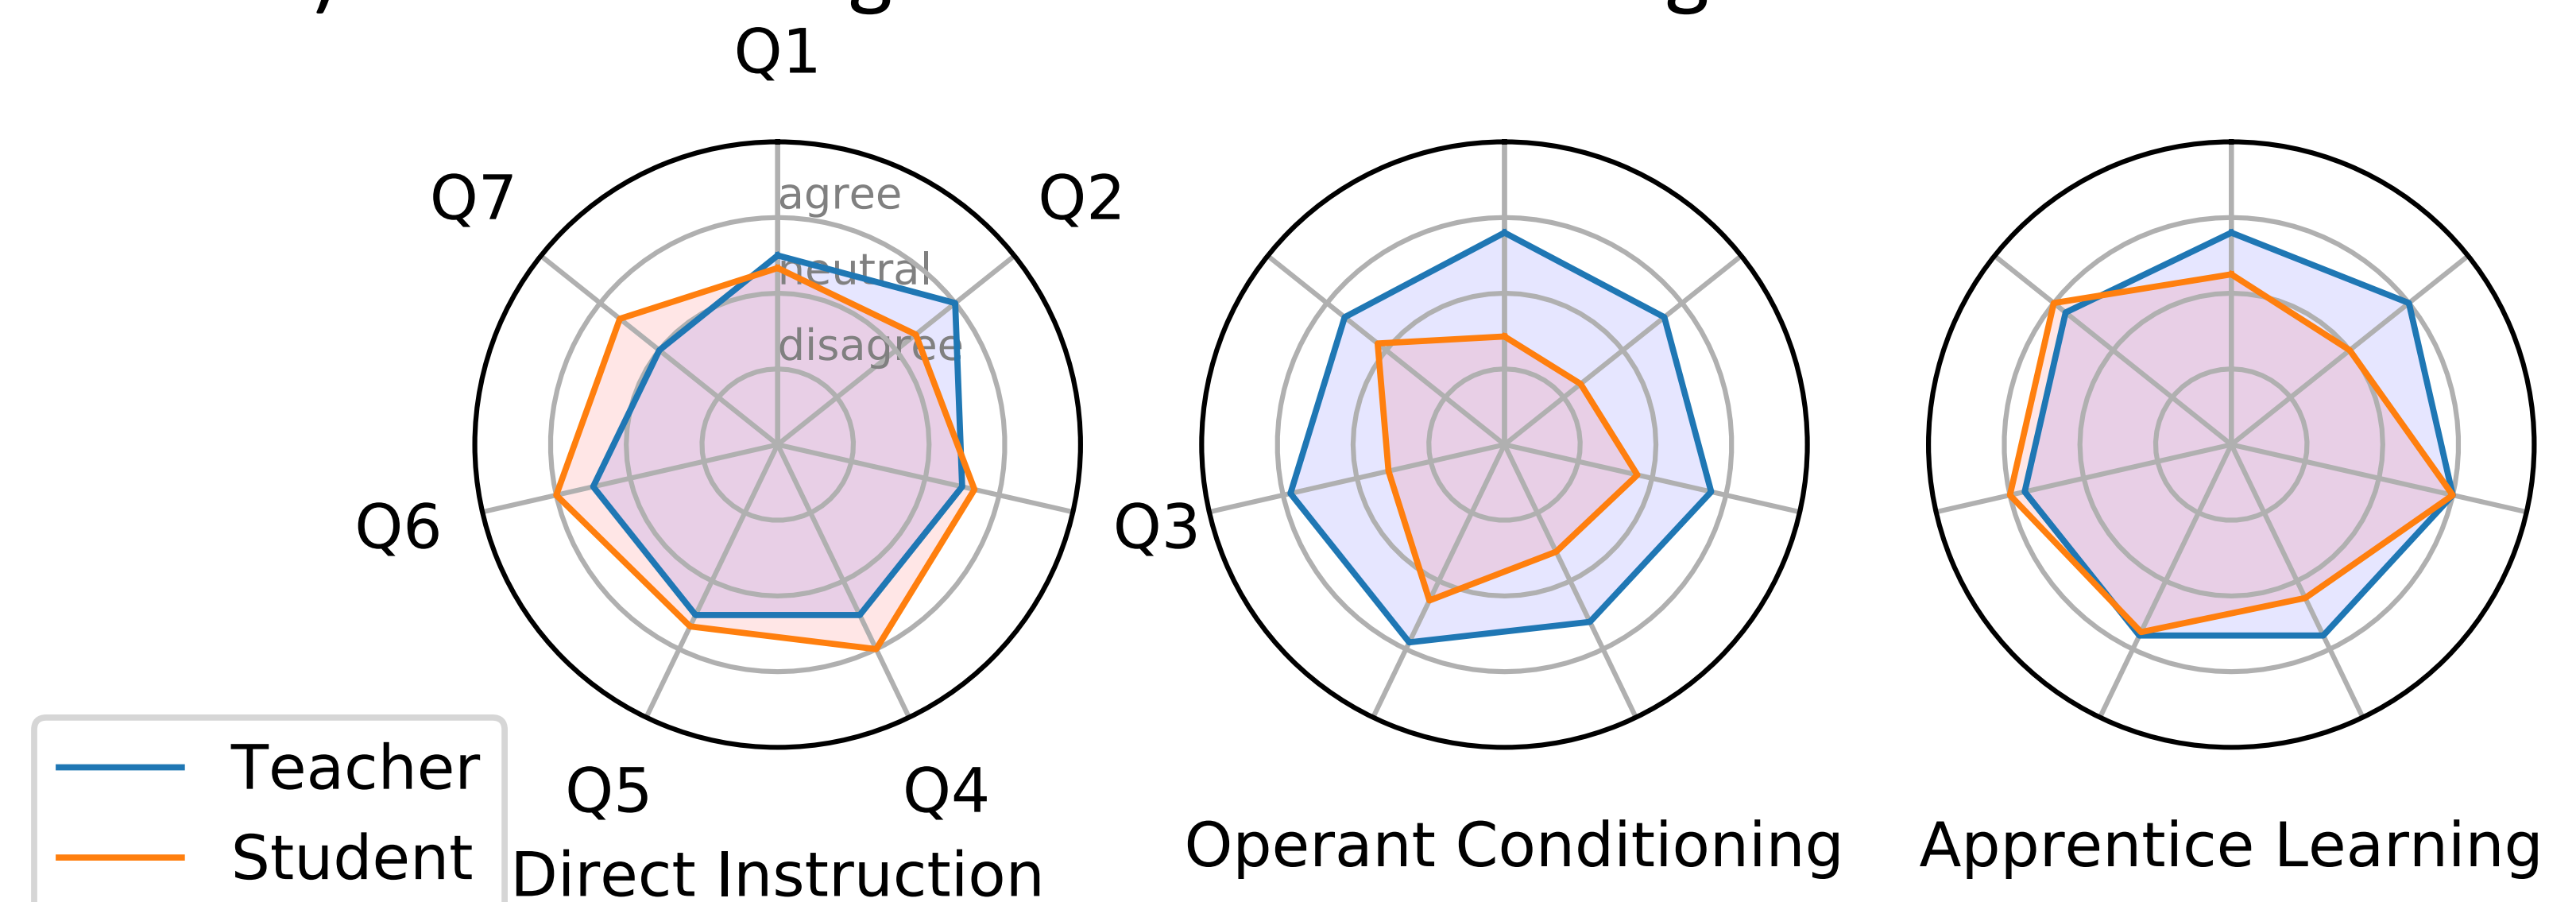 Q1
Q7
agree
Q2
neutral
disagree
Q6
Q3
Q5
Q4
Teacher
Student
Direct Instruction
Operant Conditioning
Apprentice Learning